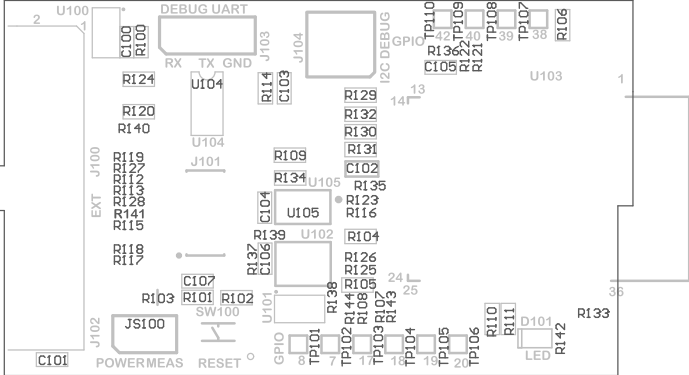 U100
2
1
C100
R100
DEBUG UART
RX TX GND
J103
J104
I2C DEBUG
GPIO
TP110
TP109
TP108
TP107
42
40
39
38
R106
R136
C105
R122
R121
U103
1
13
14
R124
U104
R114
C103
R129
R120
R140
R132
R130
U104
R131
R119
R127
R112
R113
R128
R141
R115
J100
EXT
J101
R109
C102
R134
U105
R135
C104
U105
R123
R116
R139
U102
R104
R118
R117
R137
C106
R126
R125
R105
24
25
36
C107
R101
R102
R103
U101
R138
R144
R108
R107
R143
R110
R111
D101
LED
R142
R133
J102
JS100
SW100
POWER MEAS
RESET
C101
GPIO
TP101
TP102
TP103
TP104
TP105
TP106
8
7
17
18
19
20